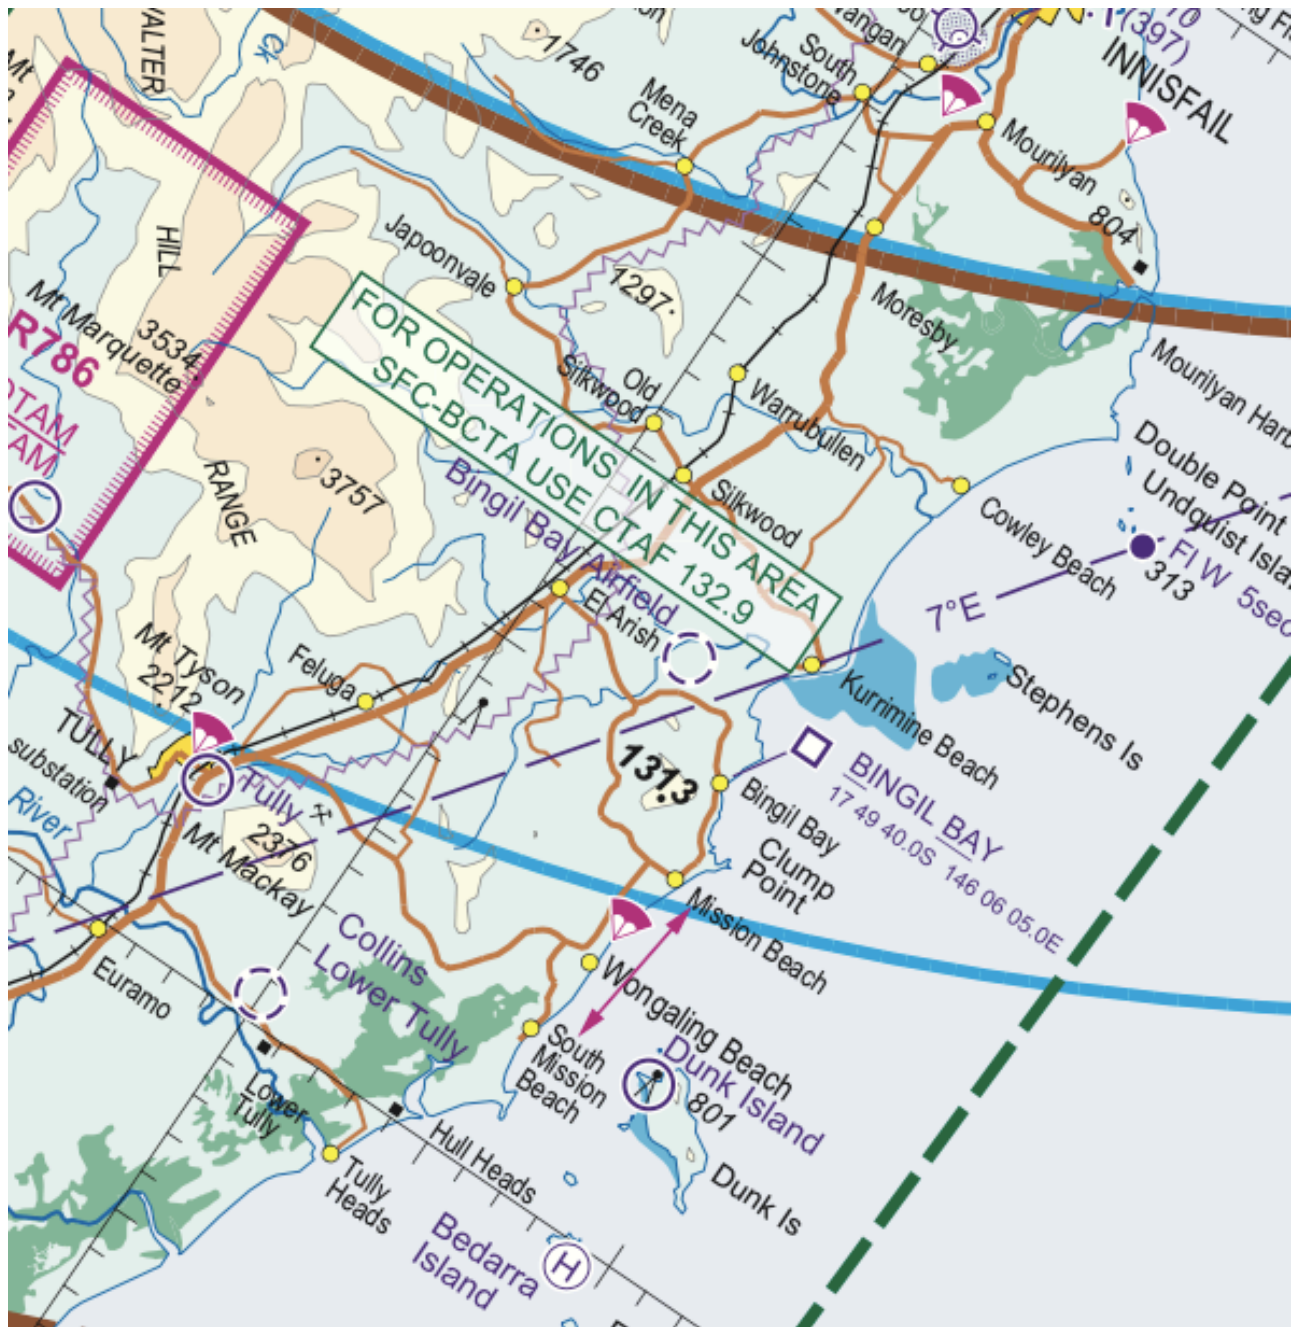 1746
Mena
Creek
South
Johnstone
(397)
INNISFAIL
Mourilyan
804
Mt
Ck
HILL
Japoonvale
1297
Moresby
Mourilyan
Mt Marquette
3534
R786
RANGE
3757
FOR OPERATIONS IN THIS AREA
SFC-BCTA USE CTAF 132.9
Old
Silkwood
Warrubullen
Silkwood
Bingil Bay Airfield
El Arish
Cowley Beach
Double Point
313
Fl W 5sec
7°E
Kurrimine Beach
Stephens Is
Mt Tyson
2212
Feluga
TULLY
substation
River
Tully
Mt Mackay
2376
1313
BINGIL BAY
17 49 40.0S 146 06 05.0E
Bingil Bay
Clump
Point
Mission Beach
Wongaling Beach
South
Mission
Beach
Collins
Lower Tully
Euramo
Lower
Tully
Tully
Heads
Hull Heads
Dunk Island
801
Dunk Is
Bedarra
Island
H